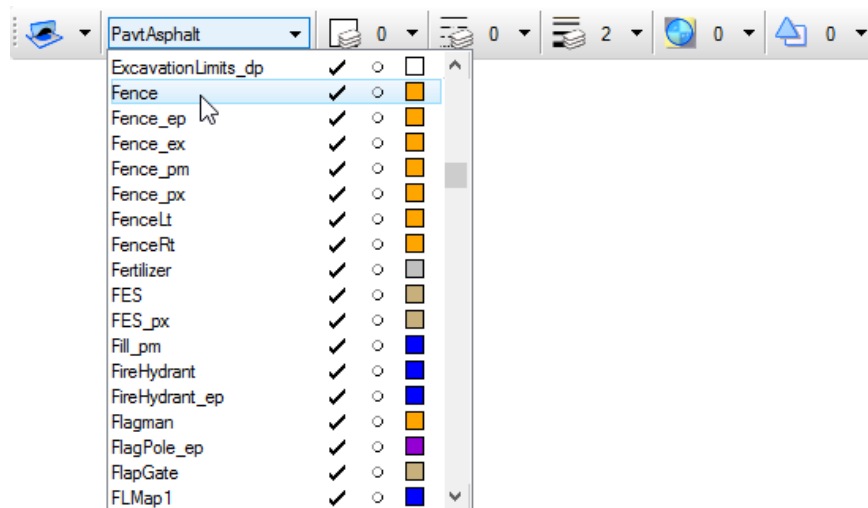 PavtAsphalt 0 0 2 0 0
ExcavationLimits_dp
Fence
Fence_ep
Fence_ex
Fence_pm
Fence_px
FenceLt
FenceRt
Fertilizer
FES
FES_px
Fill_pm
FireHydrant
FireHydrant_ep
Flagman
FlagPole_ep
FlapGate
FLMap1